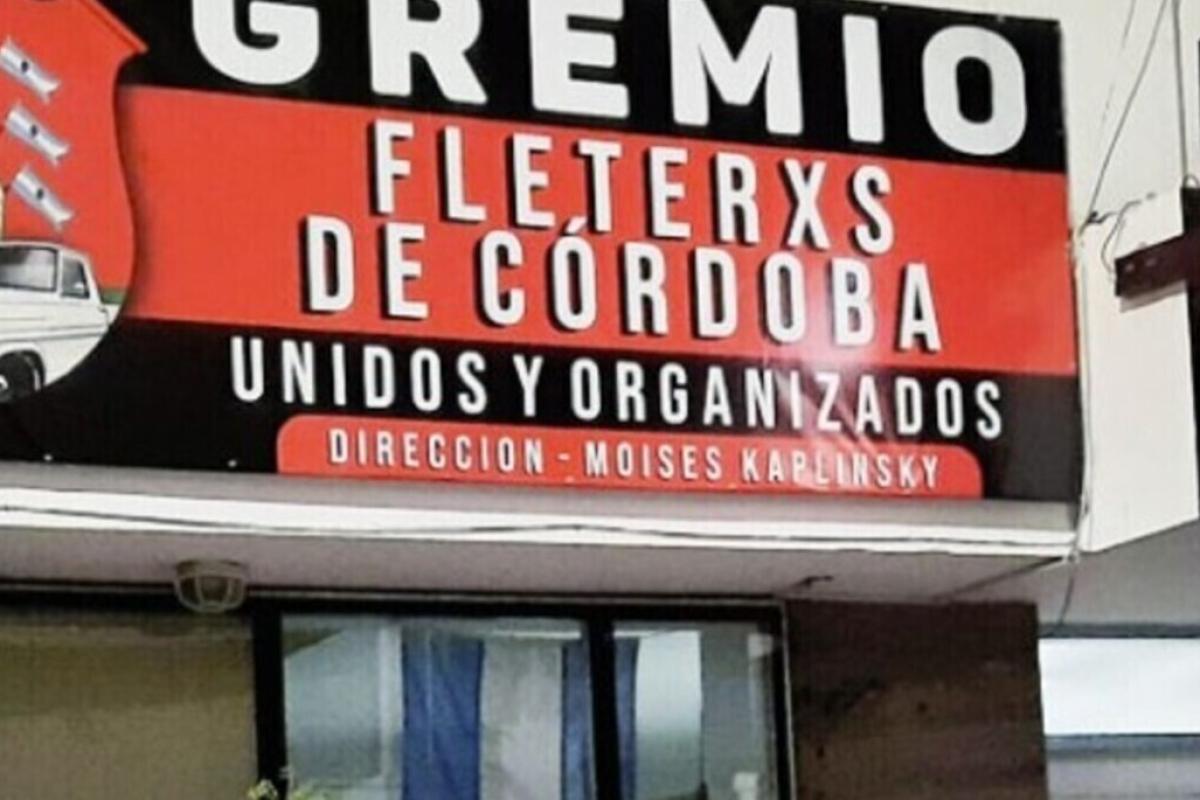 GREMIO
FLETERXS
DE CÓRDOBA
UNIDOS Y ORGANIZADOS
DIRECCION - MOISES KAPLINSKY